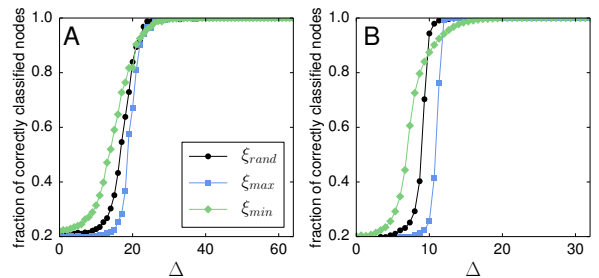 A
B
fraction of correctly classified nodes
fraction of correctly classified nodes
1.0
0.8
0.6
0.4
0.2
1.0
0.8
0.6
0.4
0.2
ξrand
ξmax
ξmin
0 20 40 60
0 10 20 30
Δ
Δ